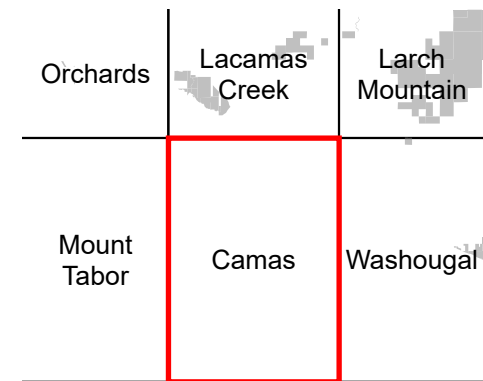 Orchards
Lacamas
Creek
Larch
Mountain
Mount
Tabor
Camas
Washougal